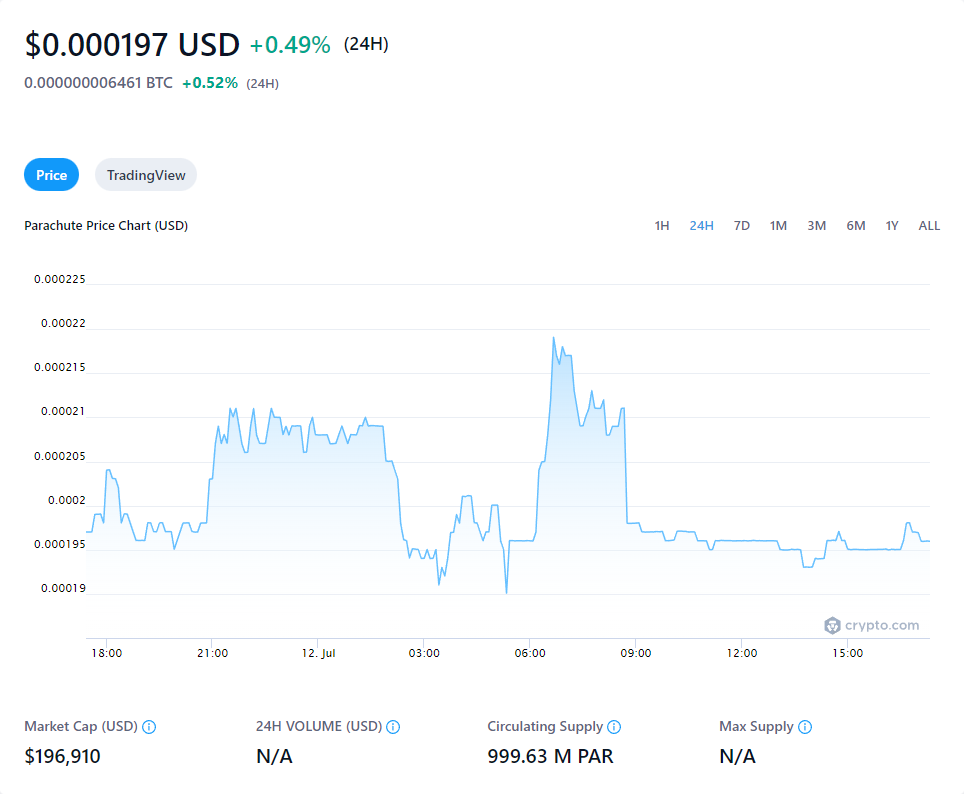 $0.000197 USD +0.49% (24H)
0.000000006461 BTC +0.52% (24H)
Price TradingView
Parachute Price Chart (USD) 1H 24H 7D 1M 3M 6M 1Y ALL
0.000225
0.00022
0.000215
0.00021
0.000205
0.0002
0.000195
0.00019
crypto.com
18:00 21:00 12. Jul 03:00 06:00 09:00 12:00 15:00
Market Cap (USD) 24H VOLUME (USD) Circulating Supply Max Supply
$196,910 N/A 999.63 M PAR N/A